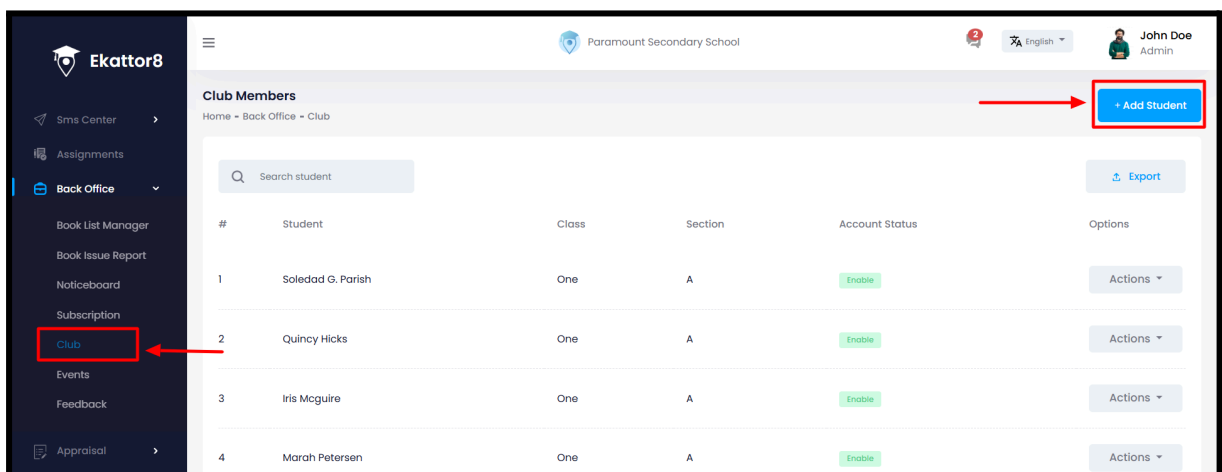 Ekattor8
Sms Center
Assignments
Back Office
Book List Manager
Book Issue Report
Noticeboard
Subscription
Club
Events
Feedback
Appraisal
Paramount Secondary School
2
English
John Doe
Admin
Club Members
Home - Back Office - Club
+ Add Student
Search student
Export
# Student Class Section Account Status Options
1 Soledad G. Parish One A Enable Actions
2 Quincy Hicks One A Enable Actions
3 Iris Mcguire One A Enable Actions
4 Marah Petersen One A Enable Actions